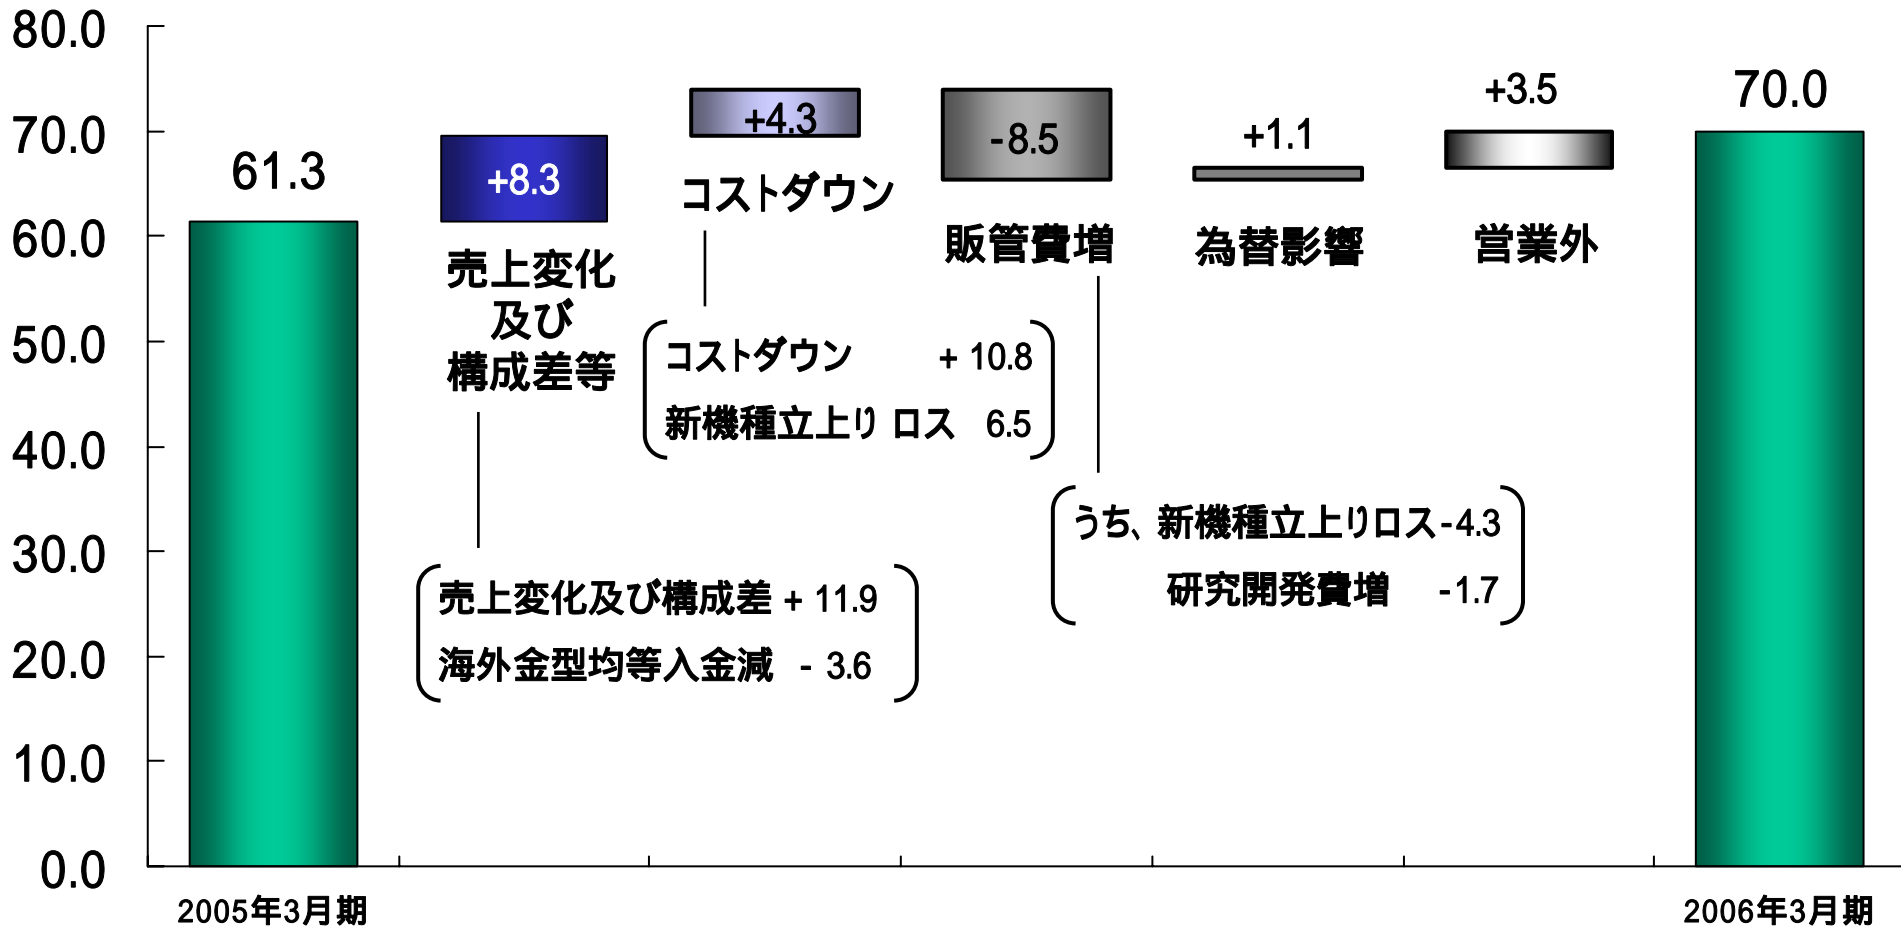 80.0
70.0
60.0
50.0
40.0
30.0
20.0
10.0
0.0
61.3
+8.3
売上変化
及び
構成差等
+4.3
コストダウン
-8.5
販管費増
+1.1
為替影響
+3.5
営業外
70.0
コストダウン + 10.8
新機種立上り ロス 6.5
うち、新機種立上りロス-4.3
研究開発費増 -1.7
売上変化及び構成差 + 11.9
海外金型均等入金減 - 3.6
2005年3月期
2006年3月期